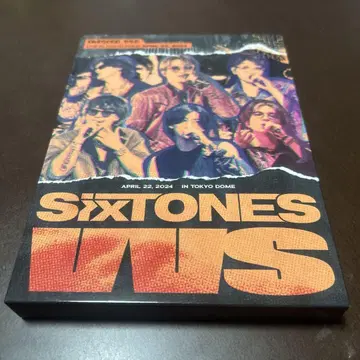 APRIL 22, 2024 IN TOKYO DOME
SixTONES
VVS